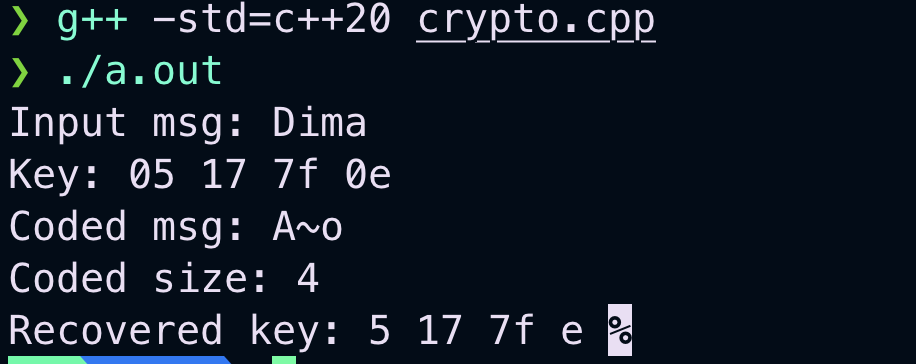 ❯ g++ -std=c++20 crypto.cpp
❯ ./a.out
Input msg: Dima
Key: 05 17 7f 0e
Coded msg: A~o
Coded size: 4
Recovered key: 5 17 7f e %